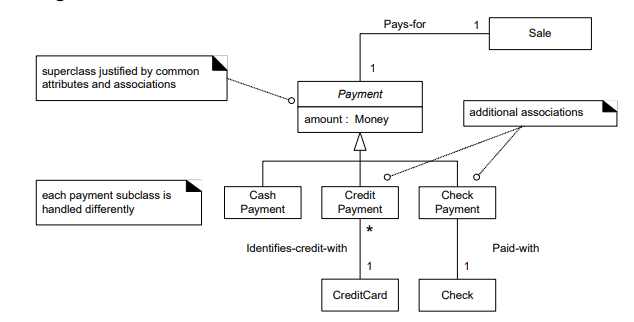 Pays-for
1
Sale
superclass justified by common
attributes and associations
1
Payment
amount : Money
additional associations
each payment subclass is
handled differently
Cash
Payment
Credit
Payment
Check
Payment
*
Identifies-credit-with
Paid-with
1
1
CreditCard
Check